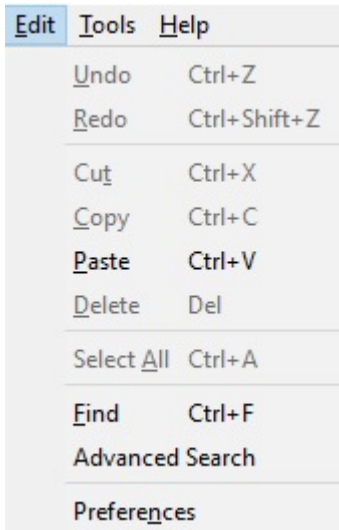 Edit Tools Help
Undo Ctrl+Z
Redo Ctrl+Shift+Z
Cut Ctrl+X
Copy Ctrl+C
Paste Ctrl+V
Delete Del
Select All Ctrl+A
Find Ctrl+F
Advanced Search
Preferences